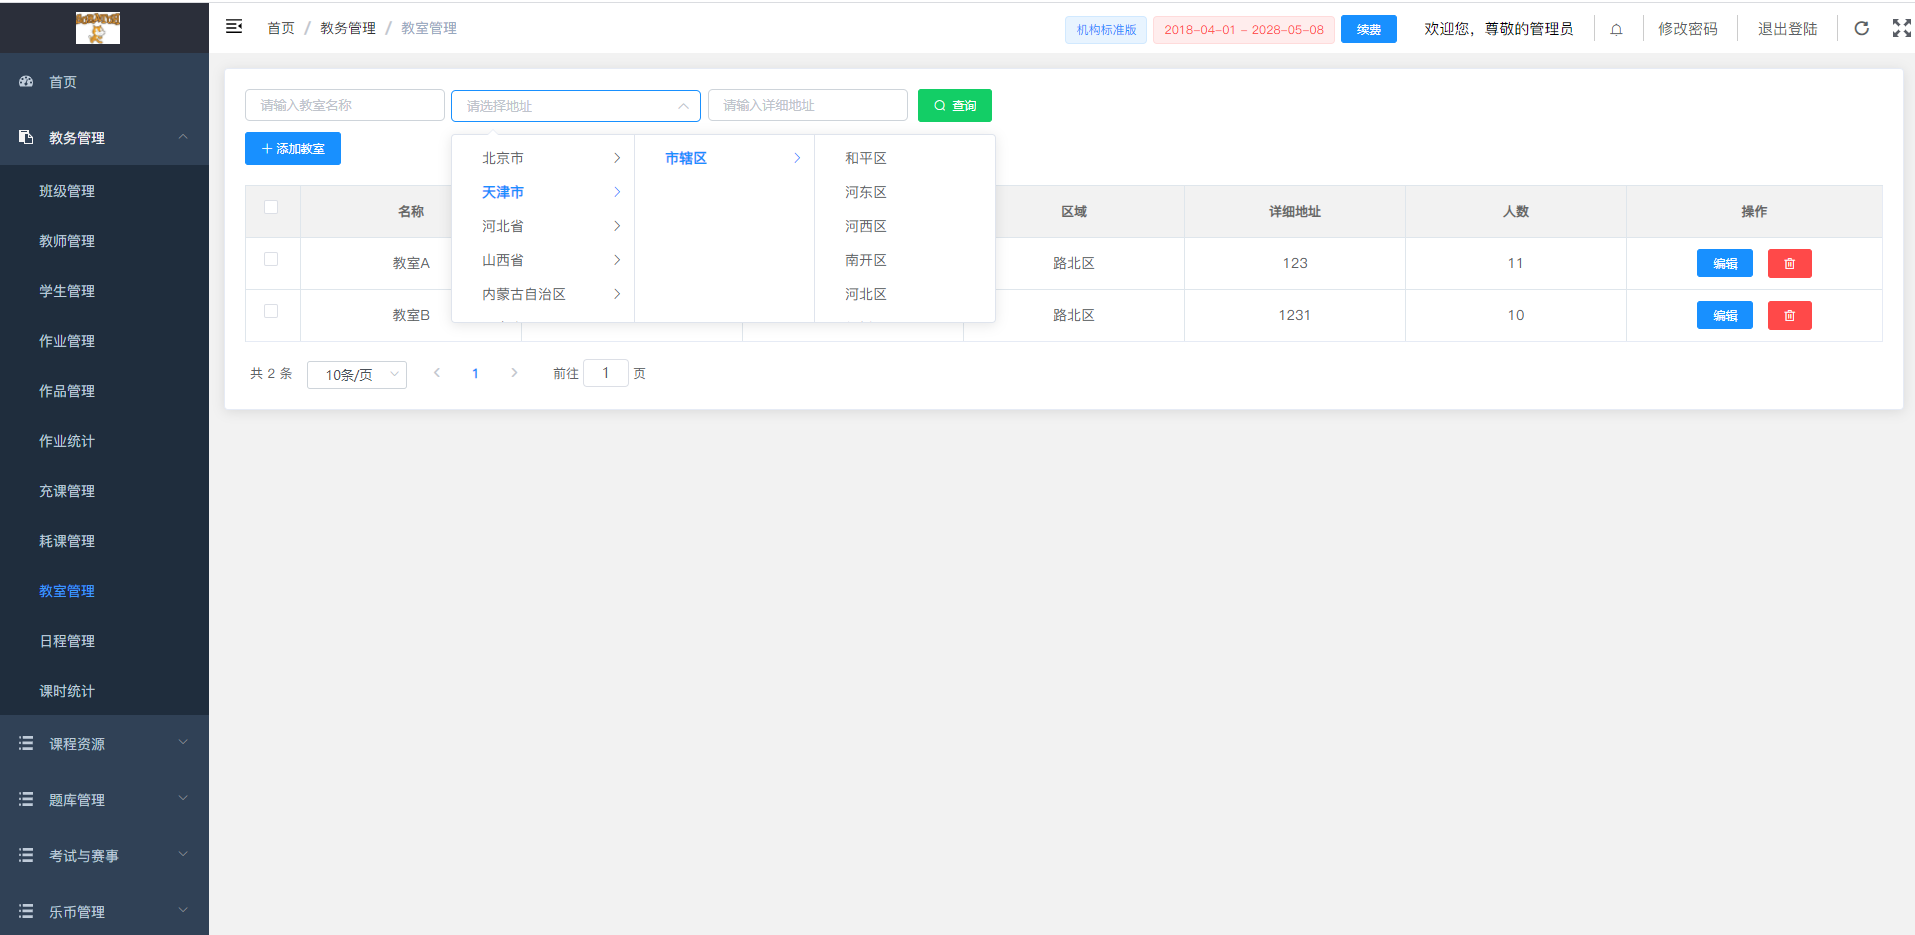 首页 / 教务管理 / 教室管理
机构标准版 2018-04-01 ~ 2028-05-08 续费 欢迎您，尊敬的管理员 修改密码 退出登陆
首页
教务管理
班级管理
教师管理
学生管理
作业管理
作品管理
作业统计
充课管理
耗课管理
教室管理
日程管理
课时统计
课程资源
题库管理
考试与赛事
乐币管理
请输入教室名称 请选择地址 请输入详细地址 查询
添加教室
北京市 市辖区 和平区
天津市 河东区
河北省 河西区
山西省 南开区
内蒙古自治区 河北区
名称 区域 详细地址 人数 操作
教室A 路北区 123 11 编辑
教室B 路北区 1231 10 编辑
共 2 条 10条/页 1 前往 1 页